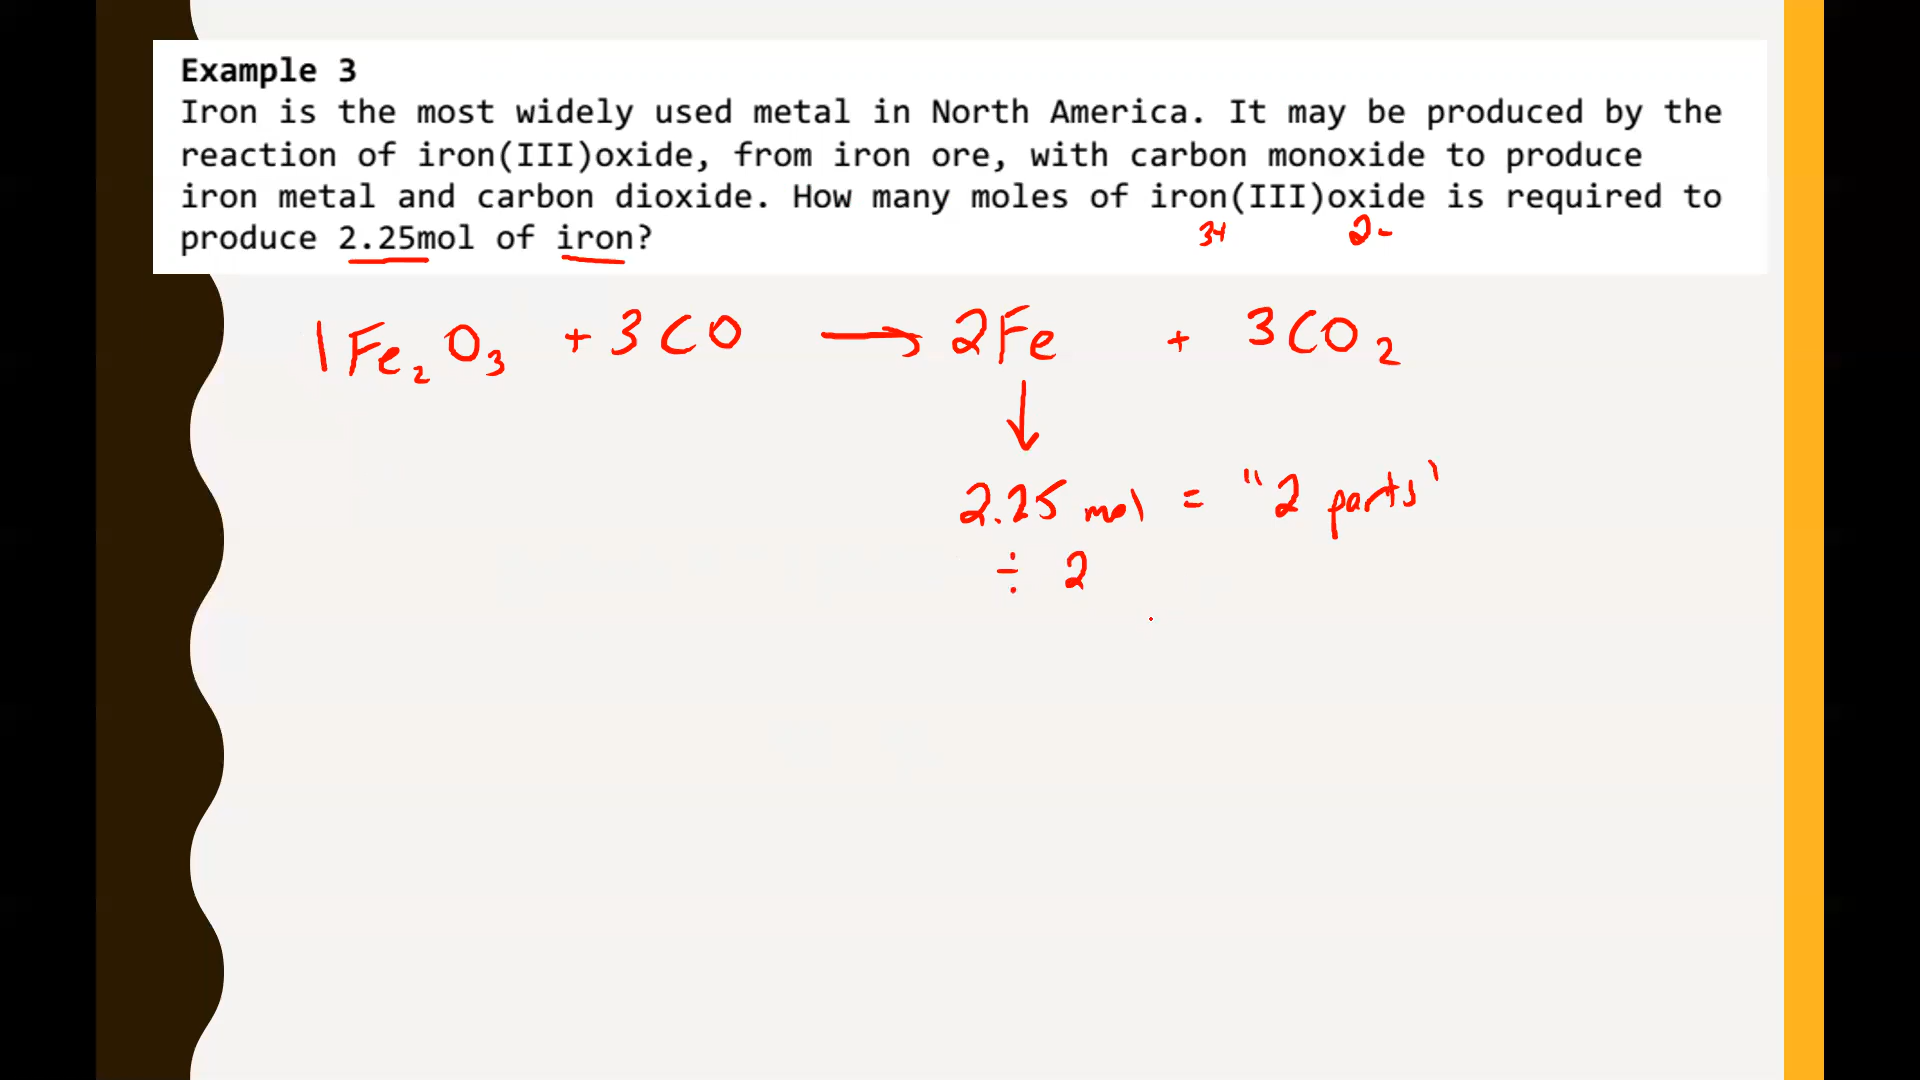 Example 3
Iron is the most widely used metal in North America. It may be produced by the
reaction of iron(III)oxide, from iron ore, with carbon monoxide to produce
iron metal and carbon dioxide. How many moles of iron(III)oxide is required to
produce 2.25mol of iron?
3+ 2-
1 Fe₂O₃ + 3CO → 2Fe + 3CO₂
↓
2.25 mol = "2 parts"
÷ 2